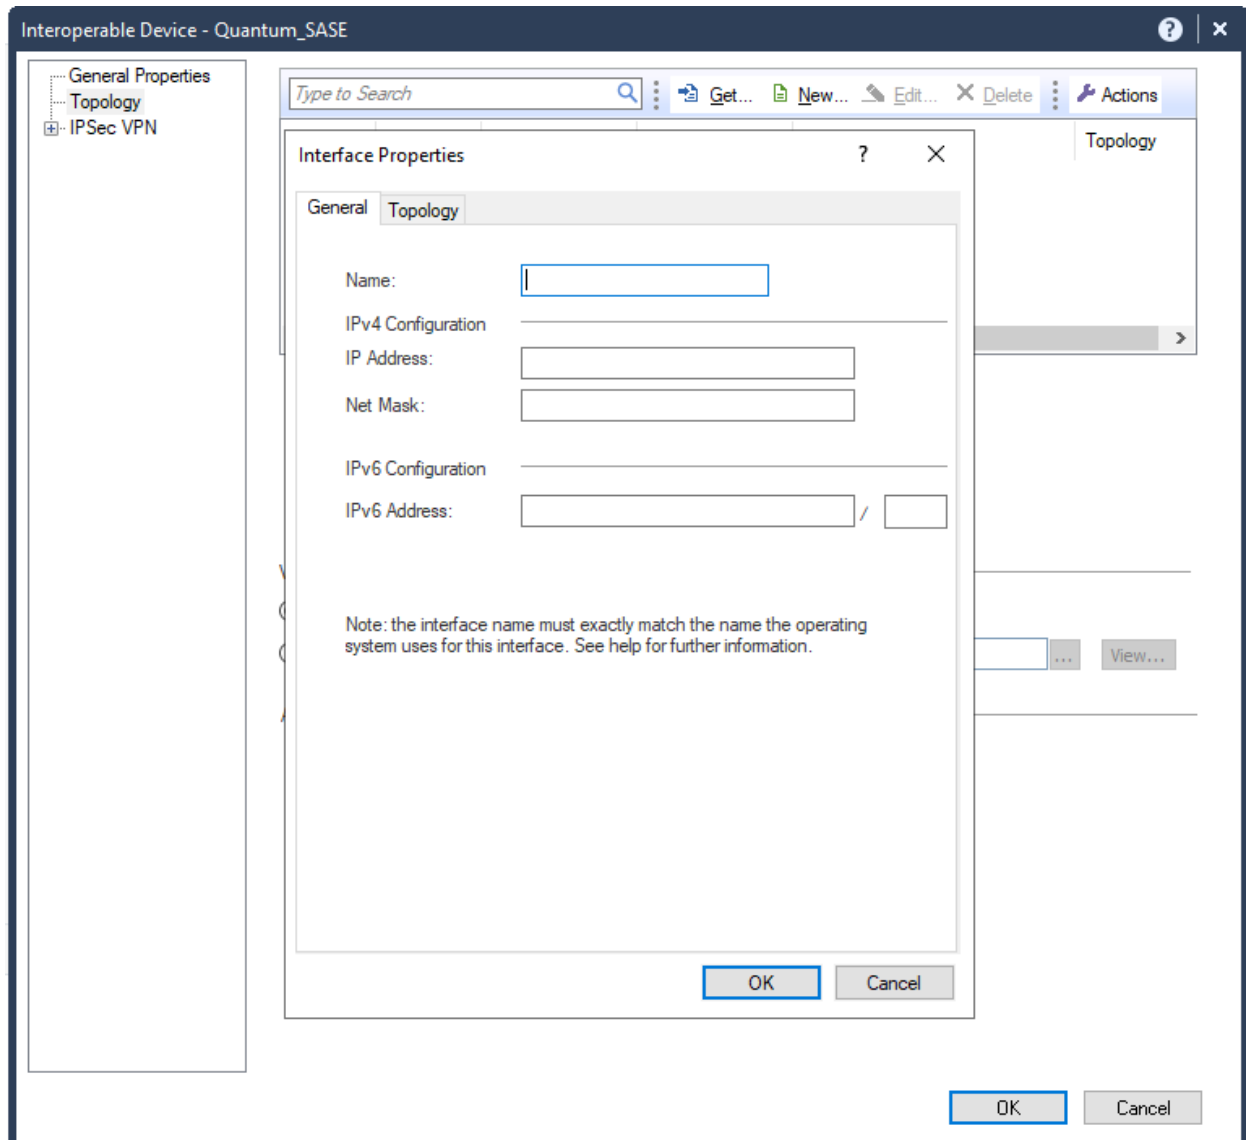 Interoperable Device - Quantum_SASE
General Properties
Topology
IPSec VPN
Type to Search
Get...
New...
Edit...
Delete
Actions
Topology
Interface Properties
?
General
Topology
Name:
IPv4 Configuration
IP Address:
Net Mask:
IPv6 Configuration
IPv6 Address:
/
Note: the interface name must exactly match the name the operating
system uses for this interface. See help for further information.
...
View...
OK
Cancel
OK
Cancel